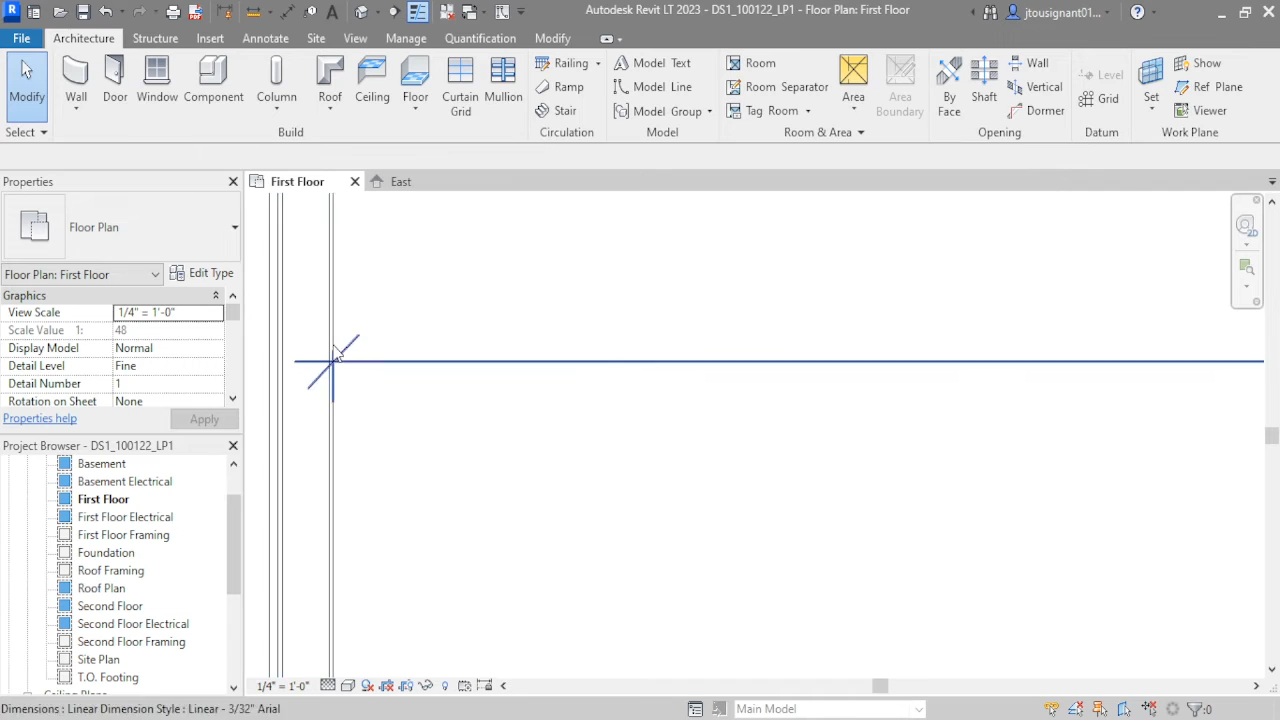 Autodesk Revit LT 2023 - DS1_100122_LP1 - Floor Plan: First Floor
jtousignant01...
File Architecture Structure Insert Annotate Site View Manage Quantification Modify
Modify Wall Door Window Component Column Roof Ceiling Floor Curtain Grid Mullion
Railing Ramp Stair
Model Text Model Line Model Group
Room Room Separator Tag Room
Area Area Boundary
By Face Shaft Wall Vertical Dormer
Level Grid
Set Show Ref Plane Viewer
Select Build Circulation Model Room & Area Opening Datum Work Plane
Properties
First Floor East
Floor Plan
Floor Plan: First Floor Edit Type
Graphics
View Scale 1/4" = 1'-0"
Scale Value 1: 48
Display Model Normal
Detail Level Fine
Detail Number 1
Rotation on Sheet None
Properties help Apply
Project Browser - DS1_100122_LP1
Basement
Basement Electrical
First Floor
First Floor Electrical
First Floor Framing
Foundation
Roof Framing
Roof Plan
Second Floor
Second Floor Electrical
Second Floor Framing
Site Plan
T.O. Footing
Ceiling Plans
2D
1/4" = 1'-0"
Dimensions : Linear Dimension Style : Linear - 3/32" Arial
Main Model
:0